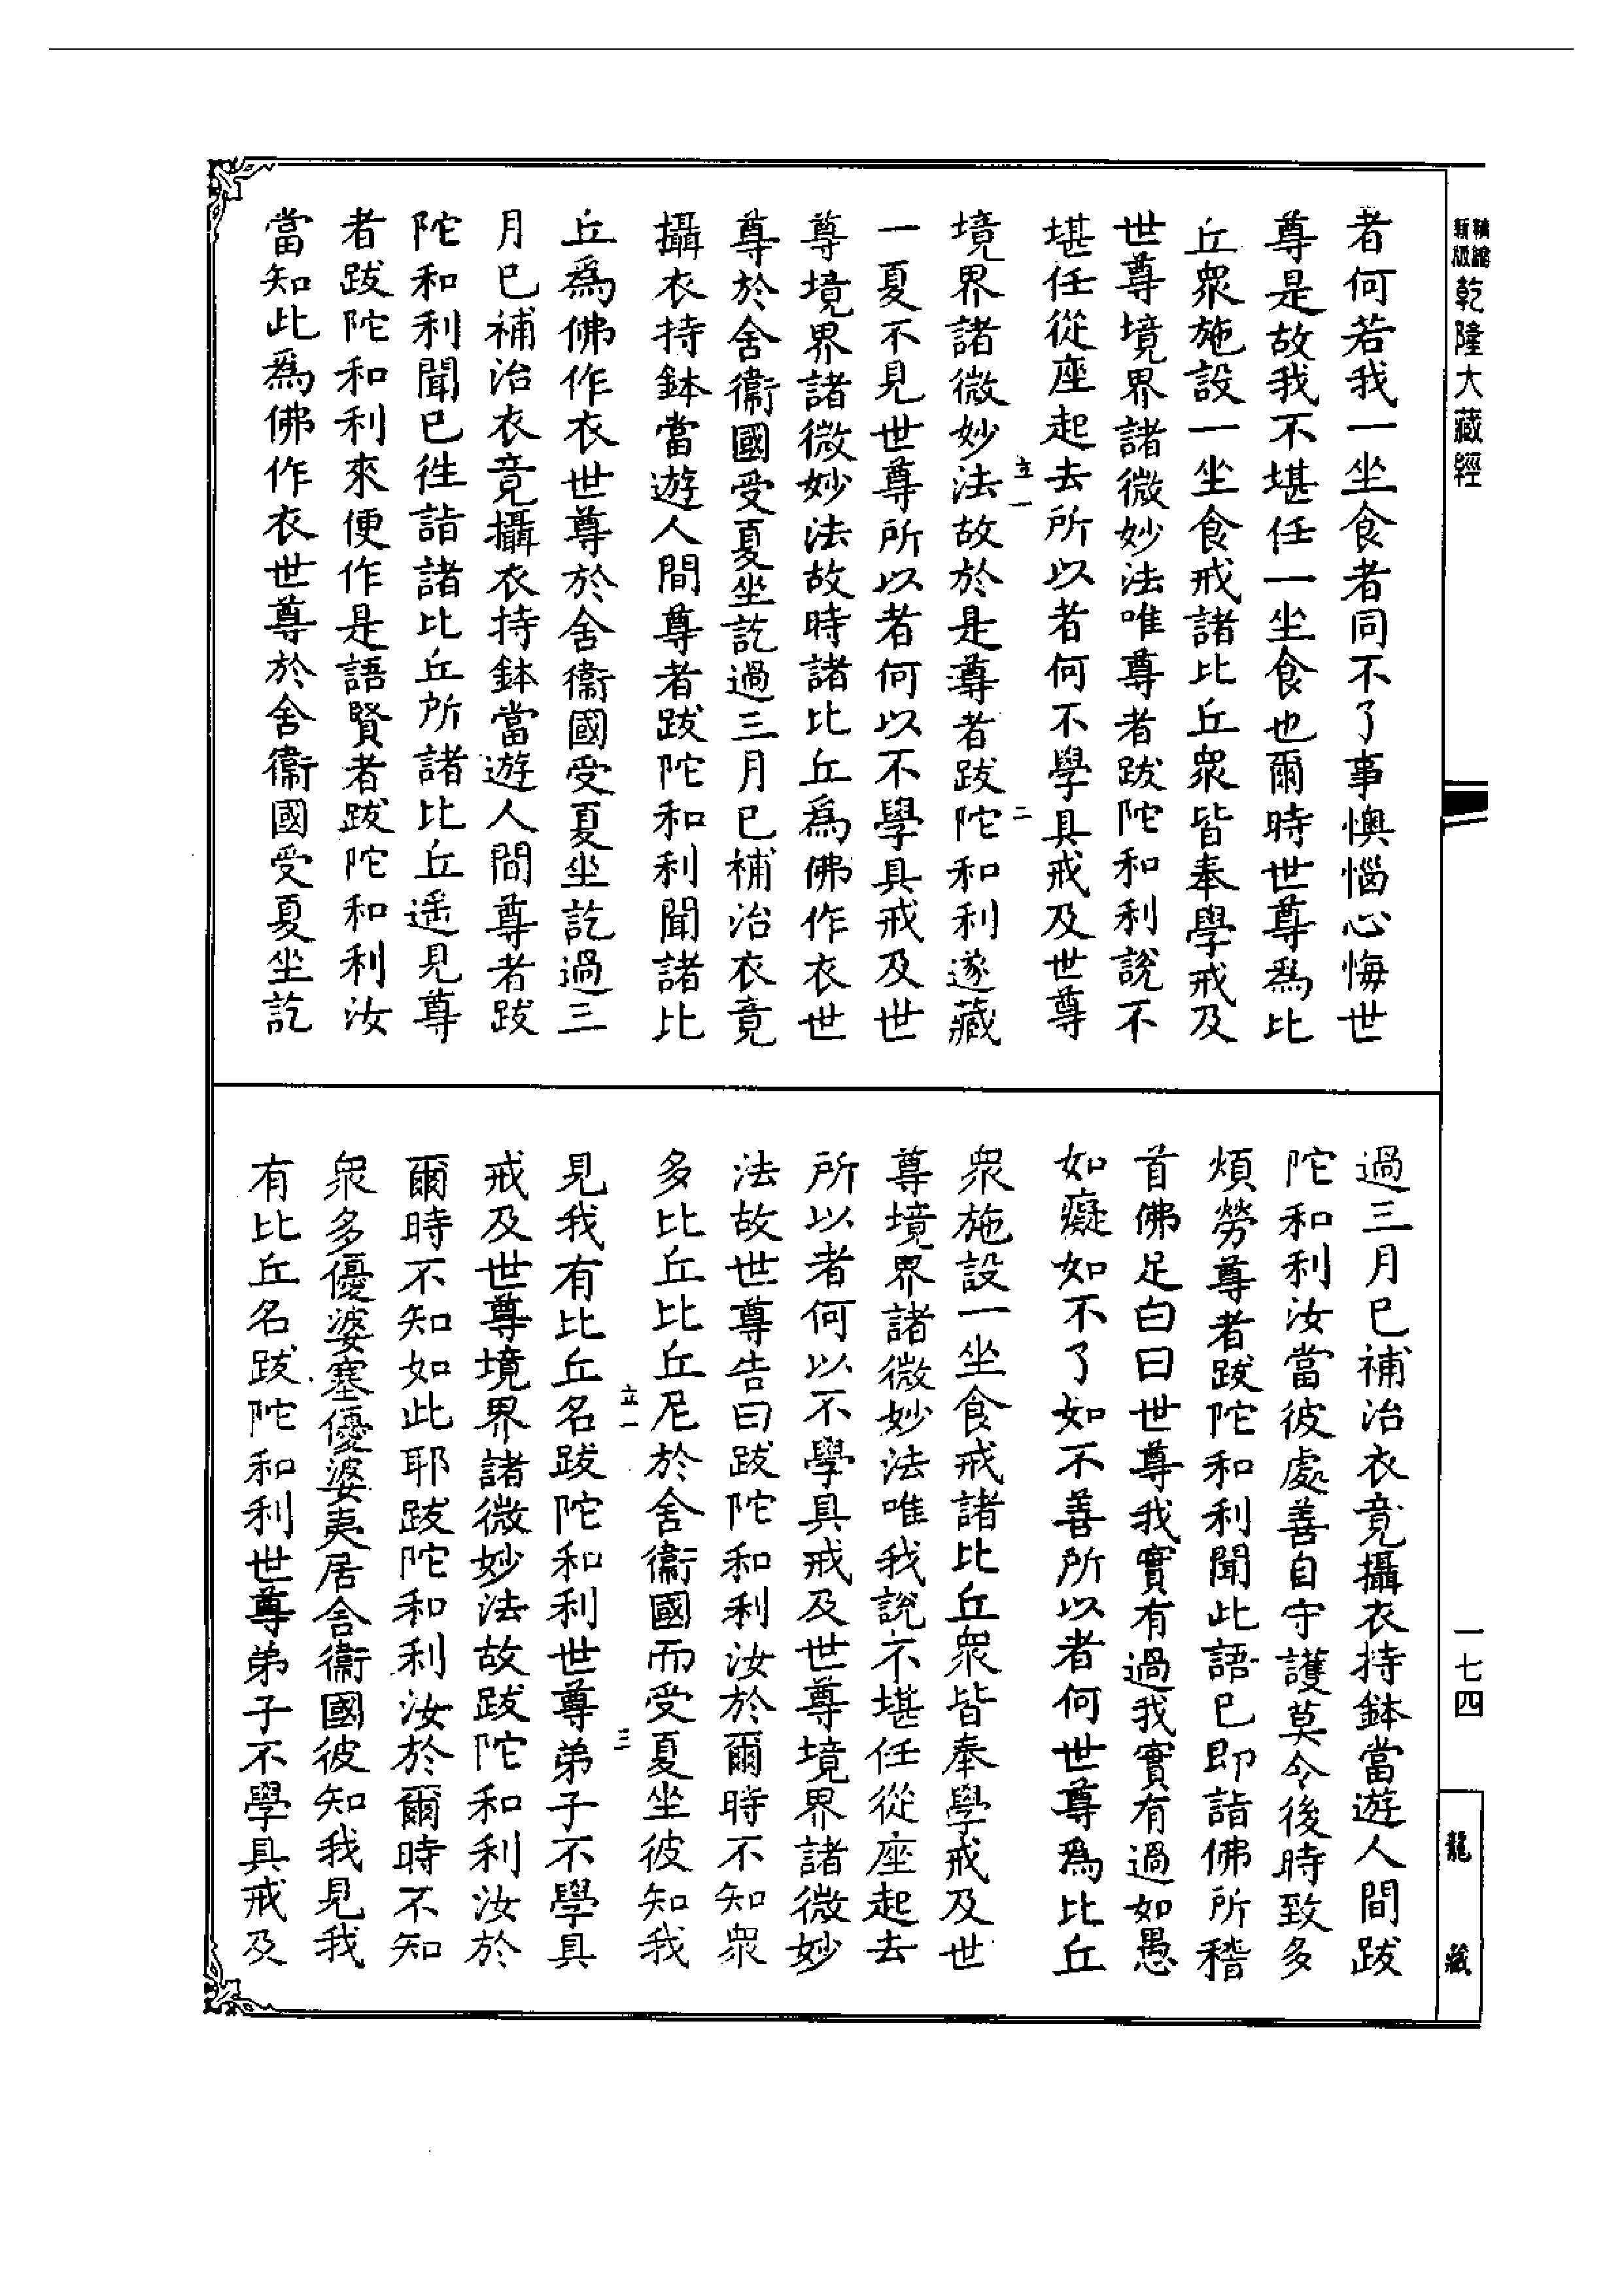 新版精縮乾隆大藏經
者何若我一坐食者同不了事懊惱心悔世
尊是故我不堪任一坐食也爾時世尊為比
丘衆施設一坐食戒諸比丘衆皆奉學戒及
世尊境界諸微妙法唯尊者跋陀和利說不
堪任從座起去所以者何不學具戒及世尊
立一
二
境界諸微妙法故於是尊者跋陀和利遂藏
一夏不見世尊所以者何以不學具戒及世
尊境界諸微妙法故時諸比丘為佛作衣世
尊於舍衞國受夏坐訖過三月已補治衣竟
攝衣持鉢當遊人間尊者跋陀和利聞諸比
丘為佛作衣世尊於舍衞國受夏坐訖過三
月已補治衣竟攝衣持鉢當遊人間尊者跋
陀和利聞已徃詣諸比丘所諸比丘遥見尊
者跋陀和利來便作是語賢者跋陀和利汝
當知此為佛作衣世尊於舍衞國受夏坐訖
過三月已補治衣竟攝衣持鉢當遊人間跋
陀和利汝當彼處善自守護莫令後時致多
煩勞尊者跋陀和利聞此語已即詣佛所稽
首佛足白曰世尊我實有過我實有過如愚
如癡如不了如不善所以者何世尊為比丘
衆施設一坐食戒諸比丘衆皆奉學戒及世
尊境界諸微妙法唯我說不堪任從座起去
所以者何以不學具戒及世尊境界諸微妙
法故世尊告曰跋陀和利汝於爾時不知衆
多比丘比丘尼於舍衞國而受夏坐彼知我
立一
三
見我有比丘名跋陀和利世尊弟子不學具
戒及世尊境界諸微妙法故跋陀和利汝於
爾時不知如此耶跋陀和利汝於爾時不知
衆多優婆塞優婆夷居舍衞國彼知我見我
有比丘名跋陀和利世尊弟子不學具戒及
一七四
龍藏